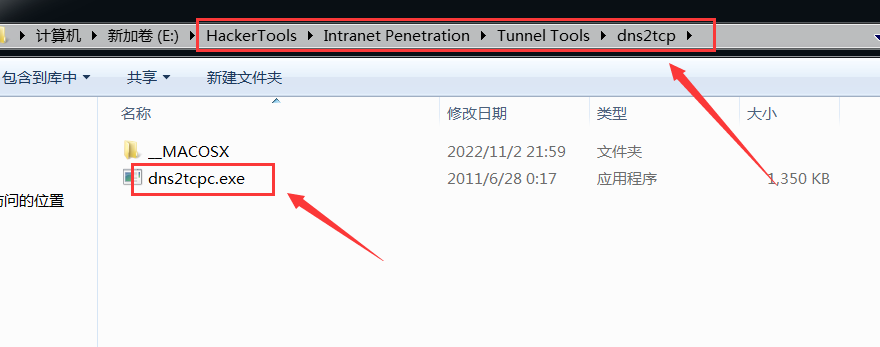 计算机 新加卷 (E:) HackerTools Intranet Penetration Tunnel Tools dns2tcp
包含到库中 共享 新建文件夹
名称 修改日期 类型 大小
__MACOSX 2022/11/2 21:59 文件夹
dns2tcpc.exe 2011/6/28 0:17 应用程序 1,350 KB
问的位置